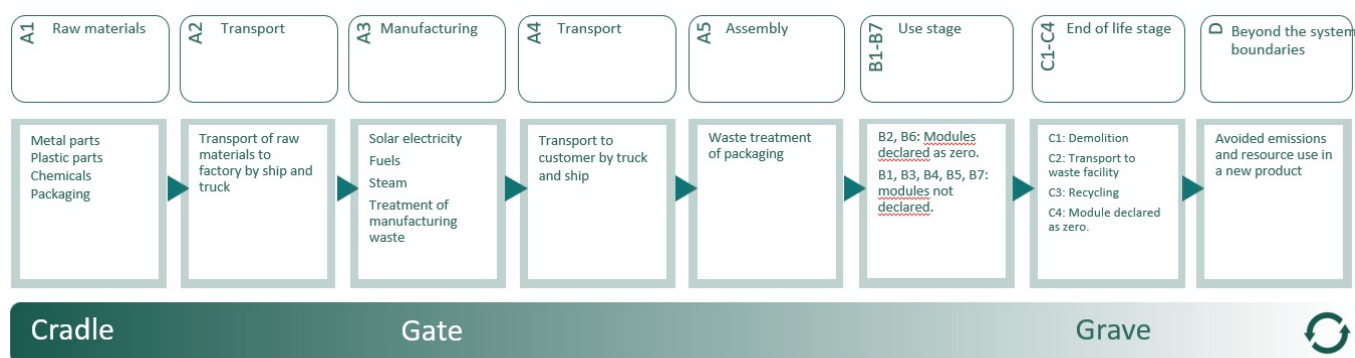 A1 Raw materials
A2 Transport
A3 Manufacturing
A4 Transport
A5 Assembly
B1-B7 Use stage
C1-C4 End of life stage
D Beyond the system
boundaries
Metal parts
Plastic parts
Chemicals
Packaging
Transport of raw
materials to
factory by ship and
truck
Solar electricity
Fuels
Steam
Treatment of
manufacturing
waste
Transport to
customer by truck
and ship
Waste treatment
of packaging
B2, B6: Modules
declared as zero.
B1, B3, B4, B5, B7:
modules not
declared.
C1: Demolition
C2: Transport to
waste facility
C3: Recycling
C4: Module declared
as zero.
Avoided emissions
and resource use in
a new product
Cradle
Gate
Grave